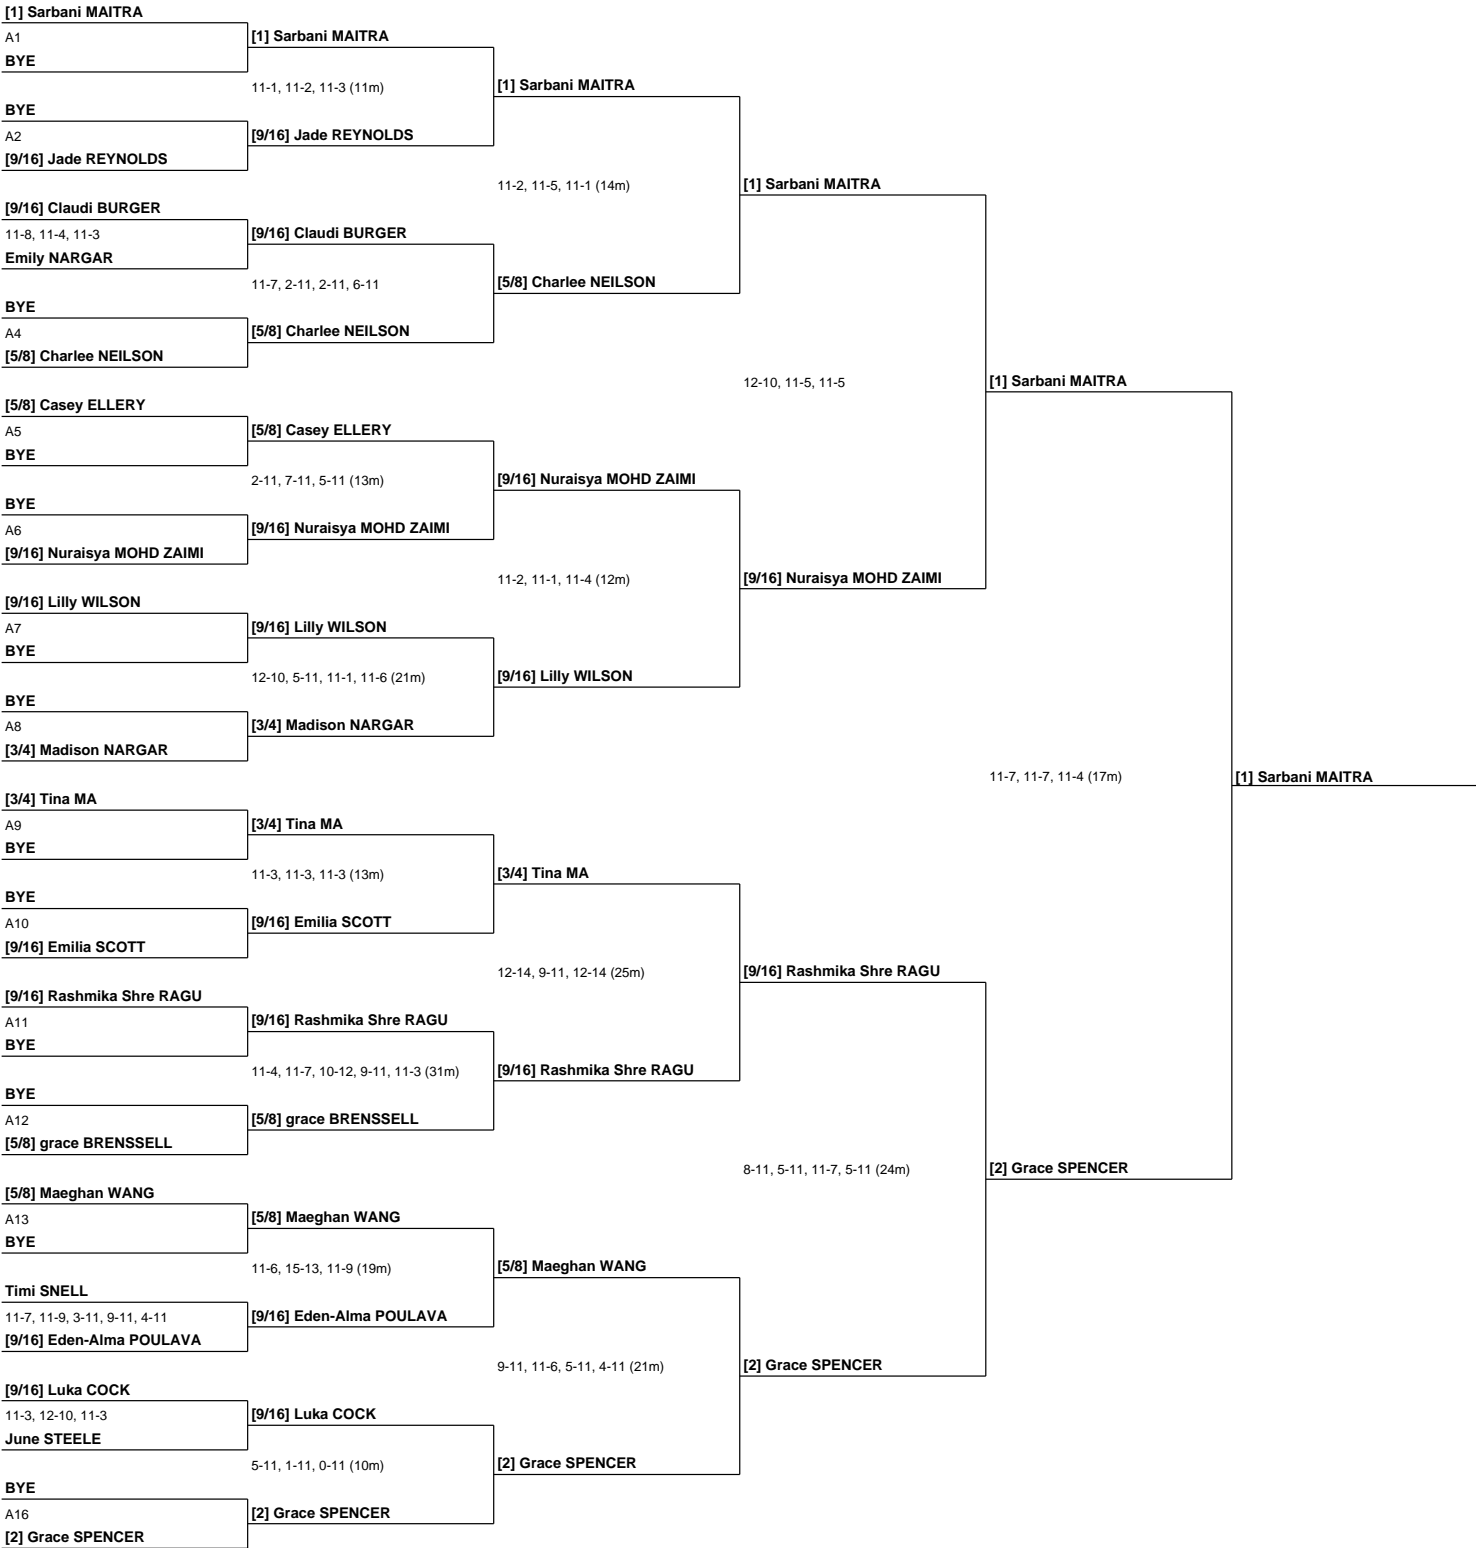 [1] Sarbani MAITRA
A1
BYE
BYE
A2
[9/16] Jade REYNOLDS
[9/16] Claudi BURGER
11-8, 11-4, 11-3
Emily NARGAR
BYE
A4
[5/8] Charlee NEILSON
[5/8] Casey ELLERY
A5
BYE
BYE
A6
[9/16] Nuraisya MOHD ZAIMI
[9/16] Lilly WILSON
A7
BYE
BYE
A8
[3/4] Madison NARGAR
[3/4] Tina MA
A9
BYE
BYE
A10
[9/16] Emilia SCOTT
[9/16] Rashmika Shre RAGU
A11
BYE
BYE
A12
[5/8] grace BRENSSELL
[5/8] Maeghan WANG
A13
BYE
Timi SNELL
11-7, 11-9, 3-11, 9-11, 4-11
[9/16] Eden-Alma POULAVA
[9/16] Luka COCK
11-3, 12-10, 11-3
June STEELE
BYE
A16
[2] Grace SPENCER
[1] Sarbani MAITRA
11-1, 11-2, 11-3 (11m)
[9/16] Jade REYNOLDS
[9/16] Claudi BURGER
11-7, 2-11, 2-11, 6-11
[5/8] Charlee NEILSON
[5/8] Casey ELLERY
2-11, 7-11, 5-11 (13m)
[9/16] Nuraisya MOHD ZAIMI
[9/16] Lilly WILSON
12-10, 5-11, 11-1, 11-6 (21m)
[3/4] Madison NARGAR
[3/4] Tina MA
11-3, 11-3, 11-3 (13m)
[9/16] Emilia SCOTT
[9/16] Rashmika Shre RAGU
11-4, 11-7, 10-12, 9-11, 11-3 (31m)
[5/8] grace BRENSSELL
[5/8] Maeghan WANG
11-6, 15-13, 11-9 (19m)
[9/16] Eden-Alma POULAVA
[9/16] Luka COCK
5-11, 1-11, 0-11 (10m)
[2] Grace SPENCER
[1] Sarbani MAITRA
11-2, 11-5, 11-1 (14m)
[5/8] Charlee NEILSON
[9/16] Nuraisya MOHD ZAIMI
11-2, 11-1, 11-4 (12m)
[9/16] Lilly WILSON
[3/4] Tina MA
12-14, 9-11, 12-14 (25m)
[9/16] Rashmika Shre RAGU
[5/8] Maeghan WANG
9-11, 11-6, 5-11, 4-11 (21m)
[2] Grace SPENCER
[1] Sarbani MAITRA
12-10, 11-5, 11-5
[9/16] Nuraisya MOHD ZAIMI
[9/16] Rashmika Shre RAGU
8-11, 5-11, 11-7, 5-11 (24m)
[2] Grace SPENCER
[1] Sarbani MAITRA
11-7, 11-7, 11-4 (17m)
[2] Grace SPENCER
[1] Sarbani MAITRA